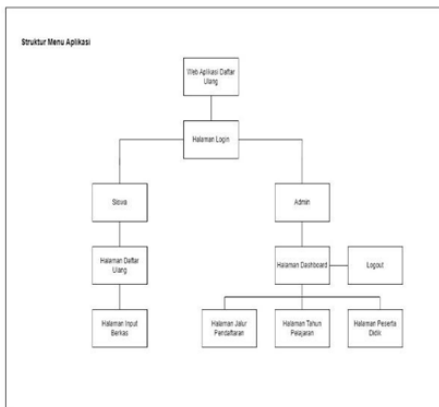 Struktur Menu Aplikasi
Web Aplikasi Daftar
Ulang
Halaman Login
Siswa
Admin
Halaman Daftar
Ulang
Halaman Dashboard
Logout
Halaman Input
Berkas
Halaman Jalur
Pendaftaran
Halaman Tahun
Pelajaran
Halaman Peserta
Didik